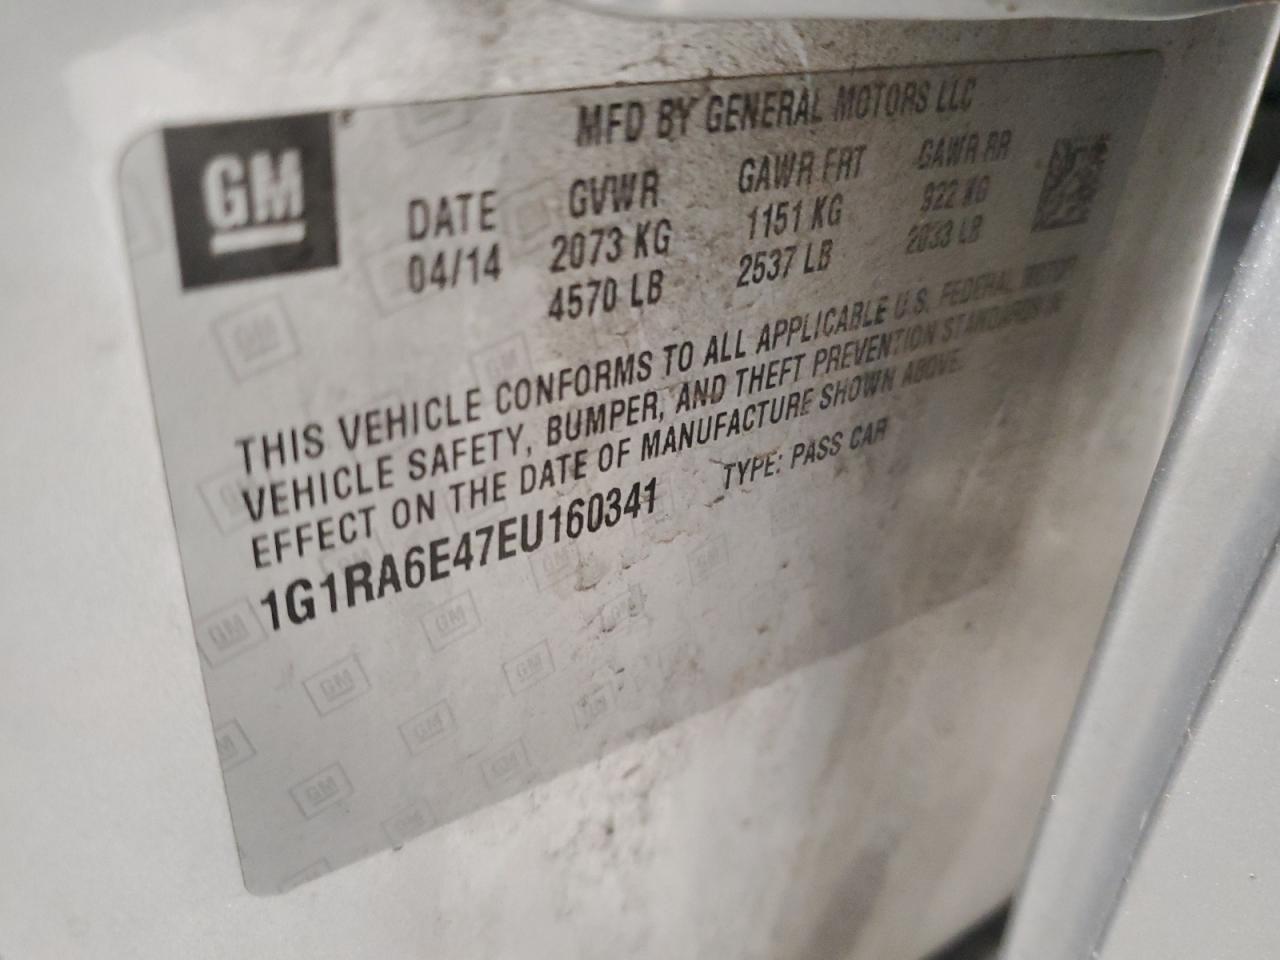 GM
MFD BY GENERAL MOTORS LLC
DATE GVWR GAWR FRT GAWR RR
04/14 2073 KG 1151 KG 922 KG
4570 LB 2537 LB 2033 LB
THIS VEHICLE CONFORMS TO ALL APPLICABLE U.S. FEDERAL MOTOR
VEHICLE SAFETY, BUMPER, AND THEFT PREVENTION STANDARDS IN
EFFECT ON THE DATE OF MANUFACTURE SHOWN ABOVE.
1G1RA6E47EU160341 TYPE: PASS CAR